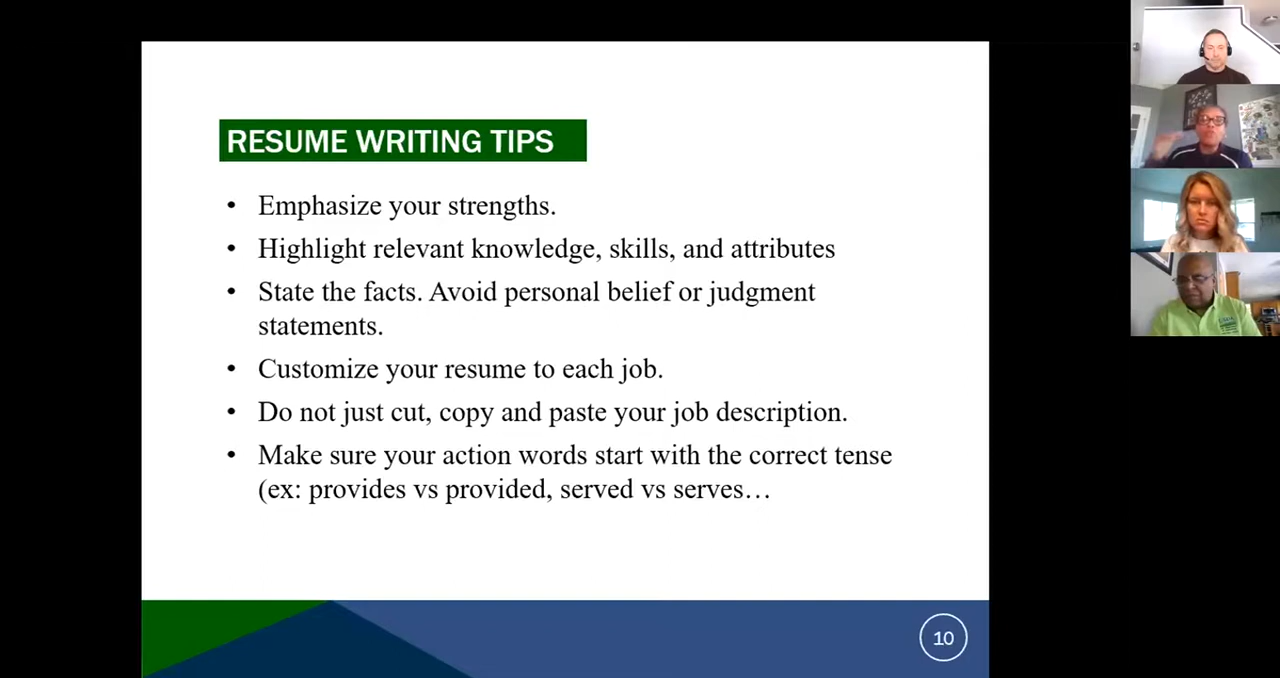 RESUME WRITING TIPS
• Emphasize your strengths.
• Highlight relevant knowledge, skills, and attributes
• State the facts. Avoid personal belief or judgment
statements.
• Customize your resume to each job.
• Do not just cut, copy and paste your job description.
• Make sure your action words start with the correct tense
(ex: provides vs provided, served vs serves…
10